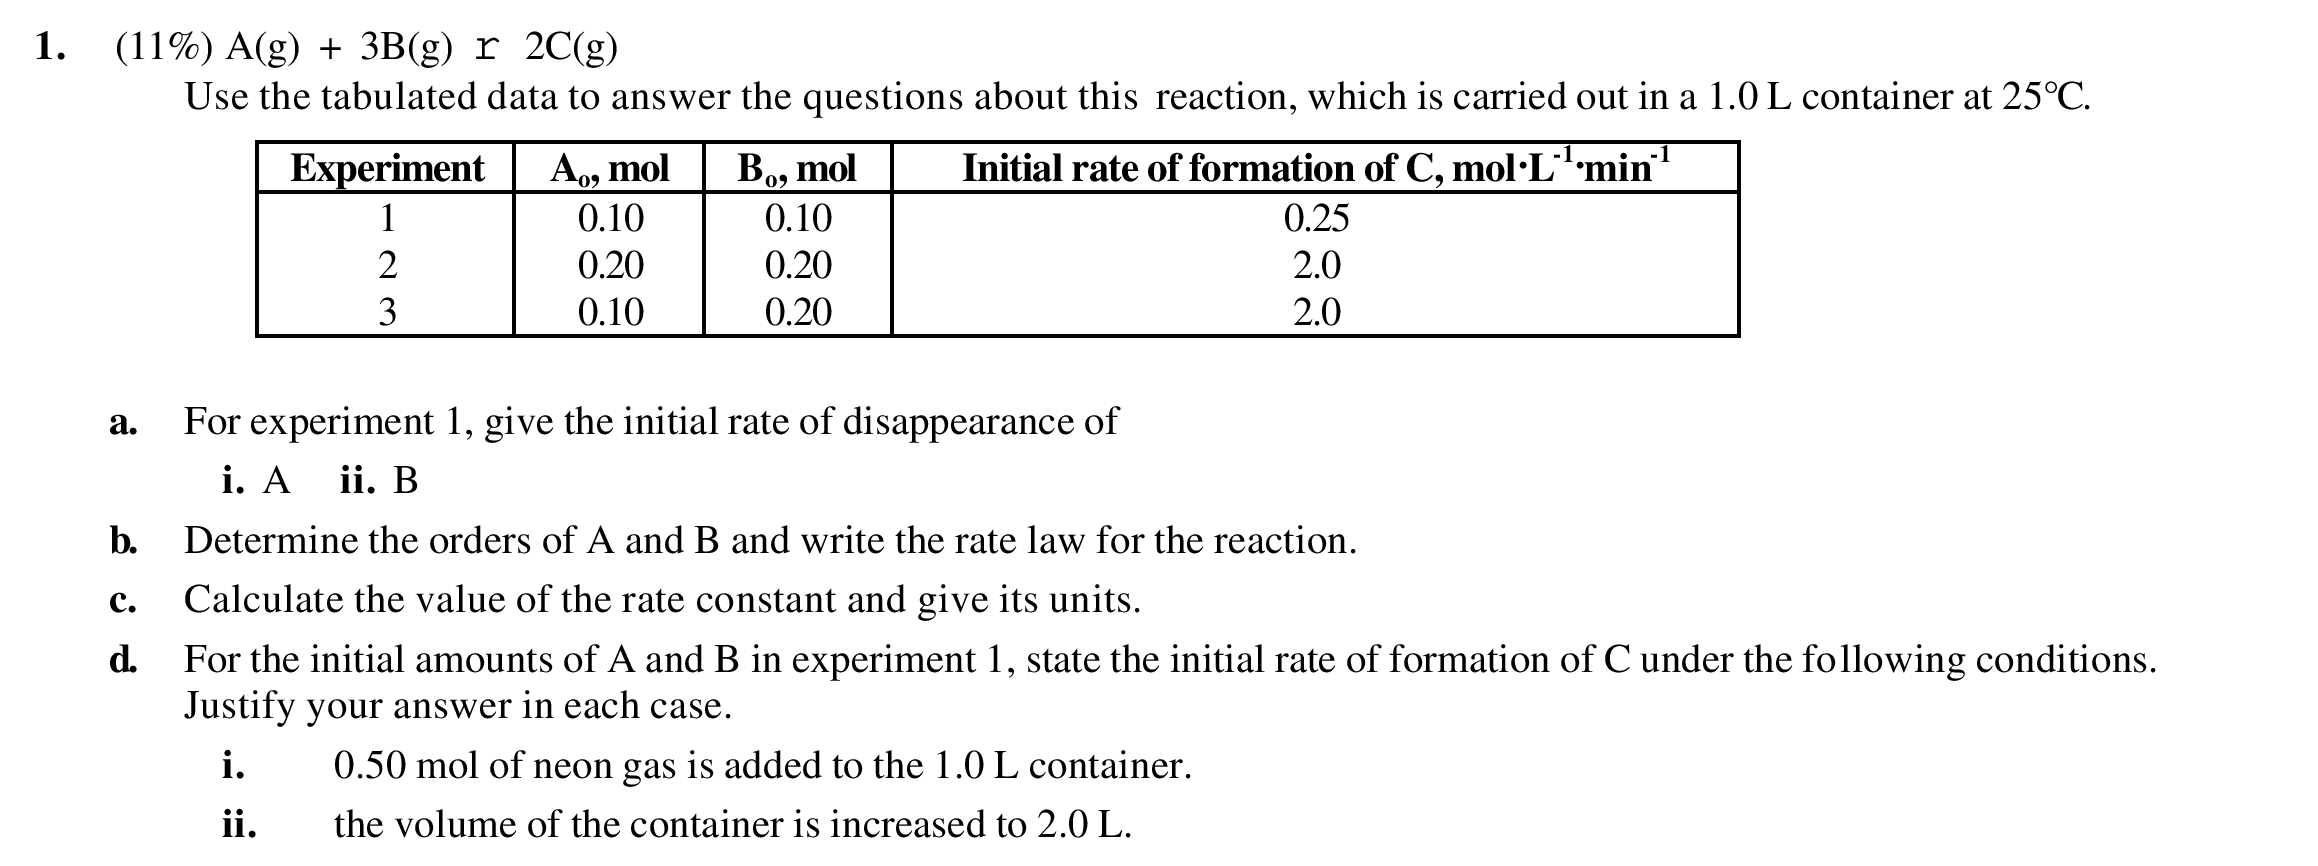 1. (11%) A(g) + 3B(g) r 2C(g)
Use the tabulated data to answer the questions about this reaction, which is carried out in a 1.0 L container at 25°C.
Experiment A₀, mol B₀, mol Initial rate of formation of C, mol·L⁻¹·min⁻¹
1 0.10 0.10 0.25
2 0.20 0.20 2.0
3 0.10 0.20 2.0
a. For experiment 1, give the initial rate of disappearance of
i. A ii. B
b. Determine the orders of A and B and write the rate law for the reaction.
c. Calculate the value of the rate constant and give its units.
d. For the initial amounts of A and B in experiment 1, state the initial rate of formation of C under the following conditions.
Justify your answer in each case.
i. 0.50 mol of neon gas is added to the 1.0 L container.
ii. the volume of the container is increased to 2.0 L.